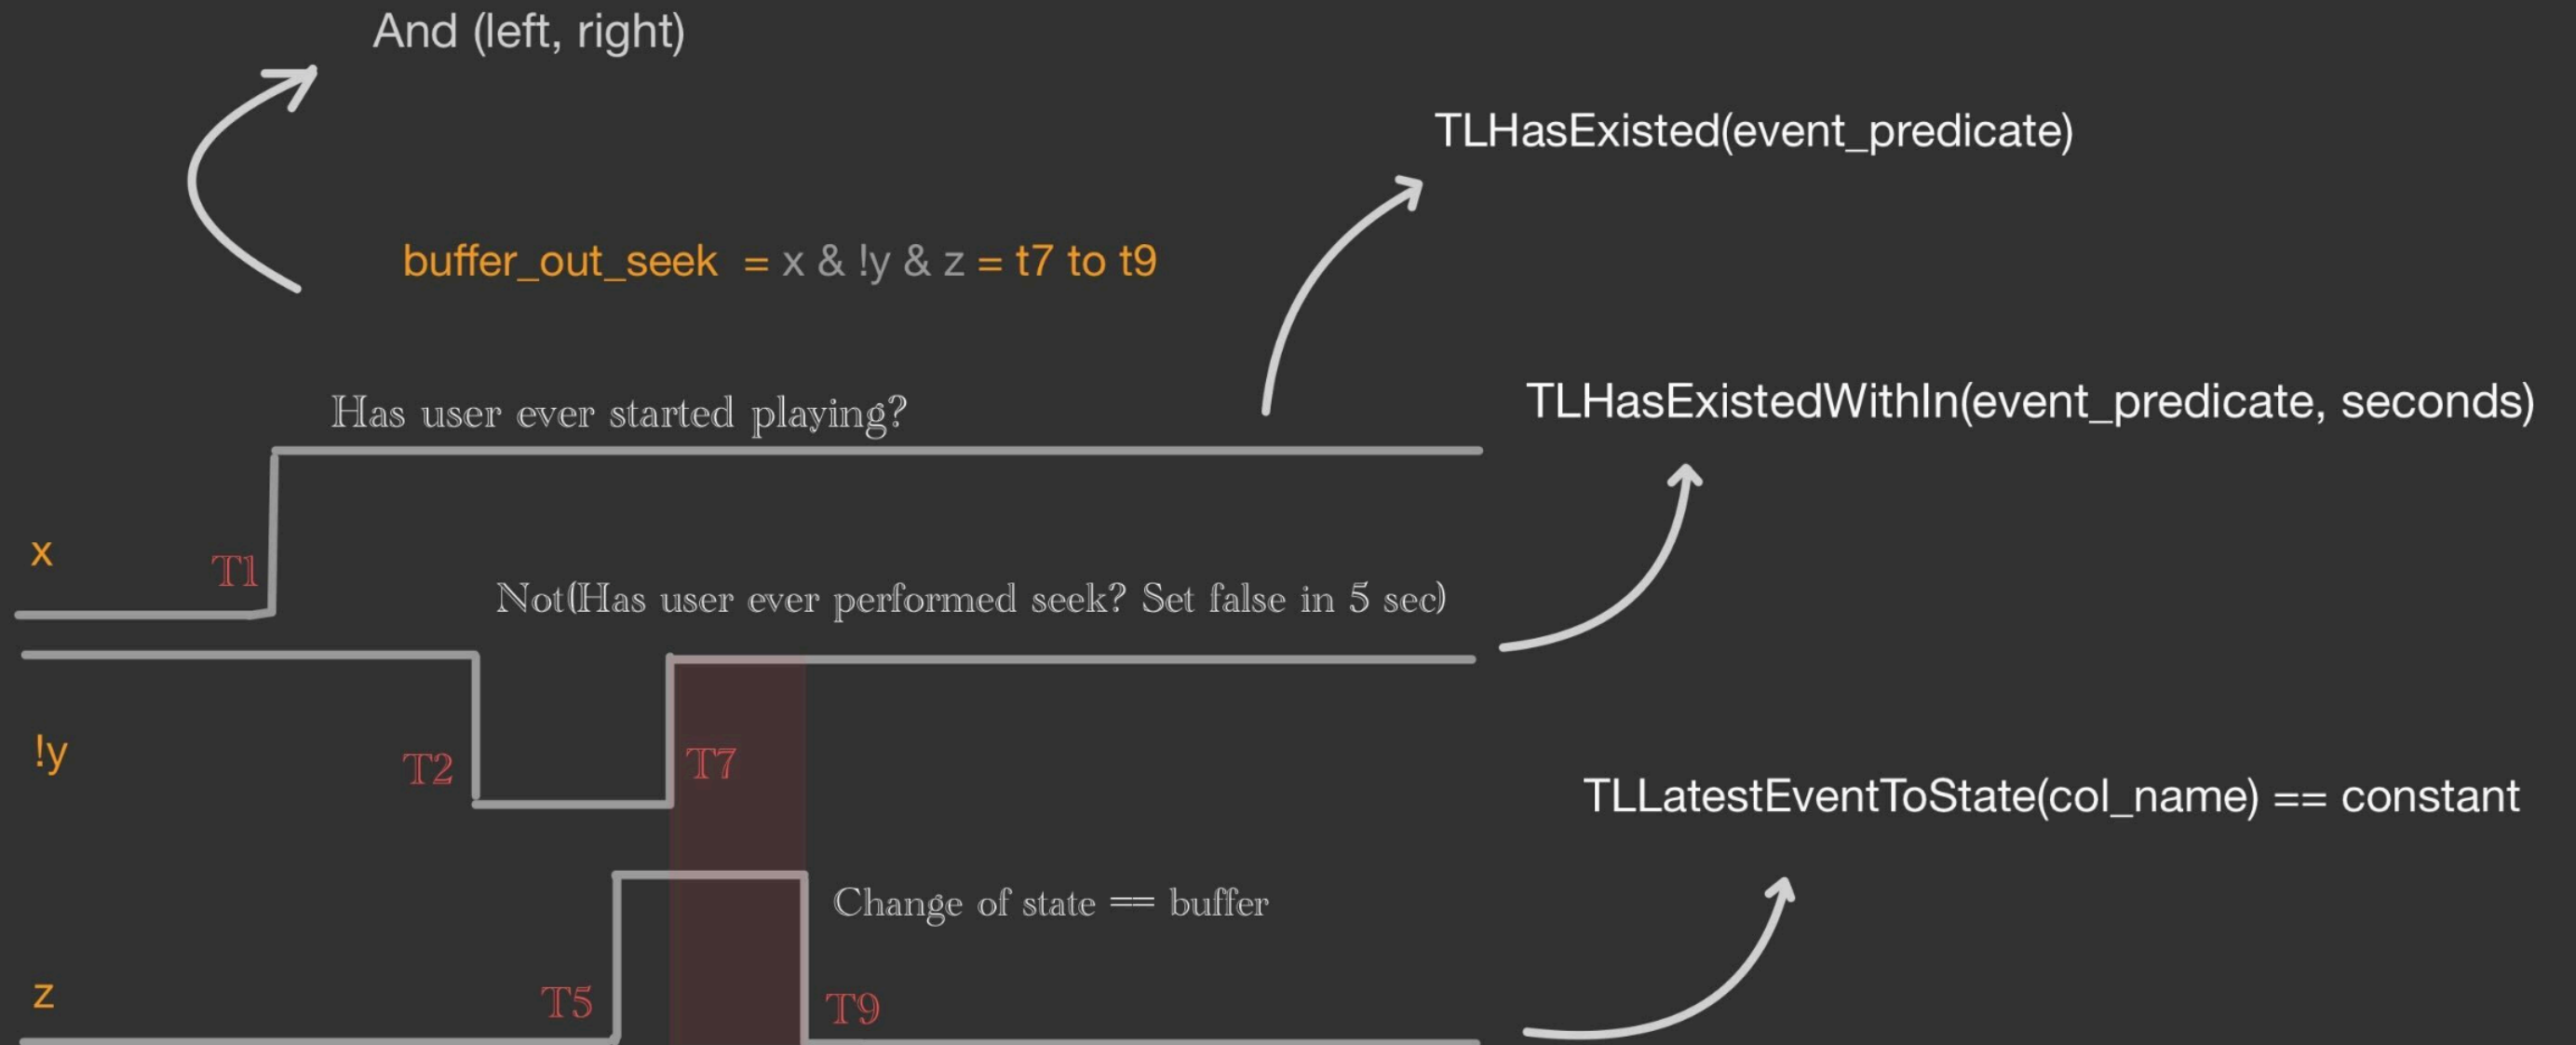 And (left, right)
TLHasExisted(event_predicate)
buffer_out_seek = x & !y & z = t7 to t9
Has user ever started playing?
TLHasExistedWithIn(event_predicate, seconds)
x
T1
Not(Has user ever performed seek? Set false in 5 sec)
!y
T2
T7
TLLatestEventToState(col_name) == constant
Change of state == buffer
z
T5
T9